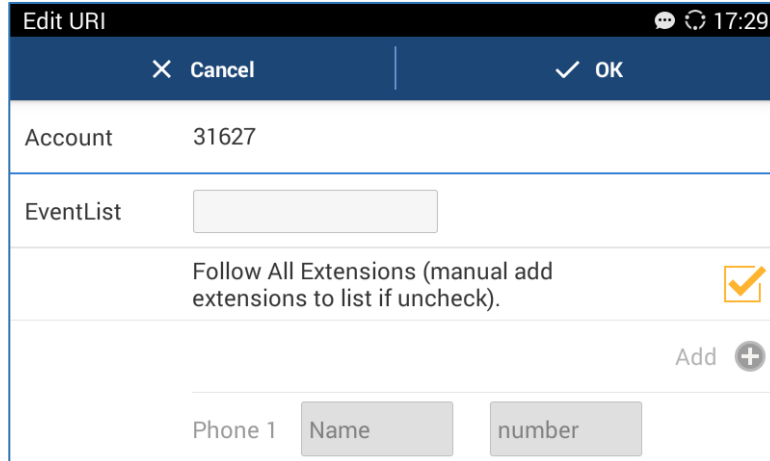 Edit URI 17:29
Cancel OK
Account 31627
EventList
Follow All Extensions (manual add
extensions to list if uncheck).
Add
Phone 1 Name number